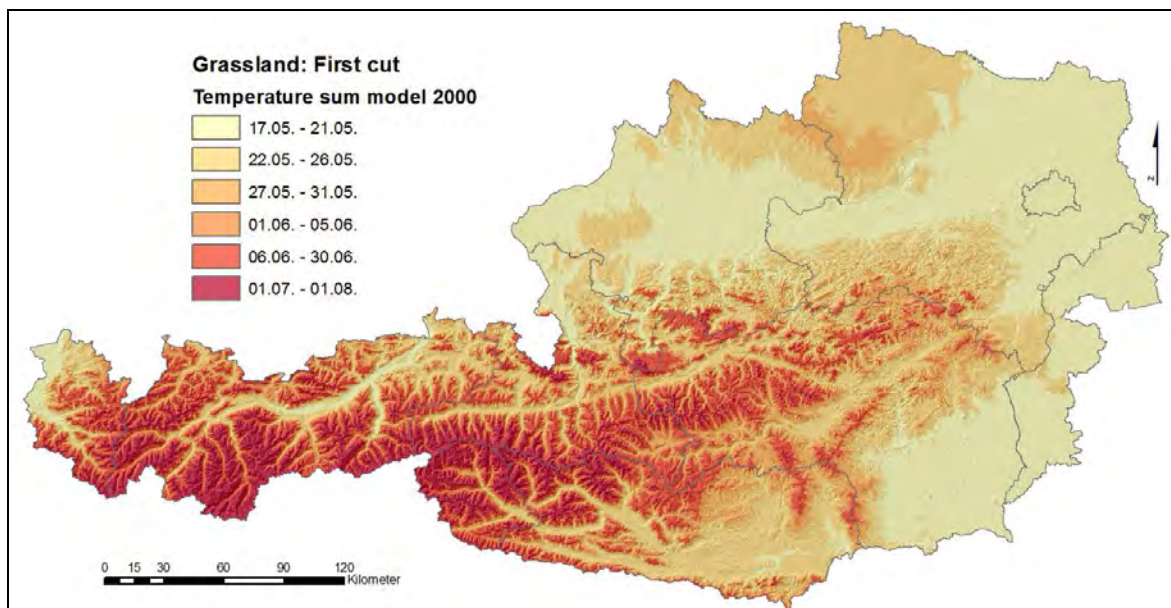 Grassland: First cut
Temperature sum model 2000
17.05. - 21.05.
22.05. - 26.05.
27.05. - 31.05.
01.06. - 05.06.
06.06. - 30.06.
01.07. - 01.08.
N
0 15 30 60 90 120
Kilometer